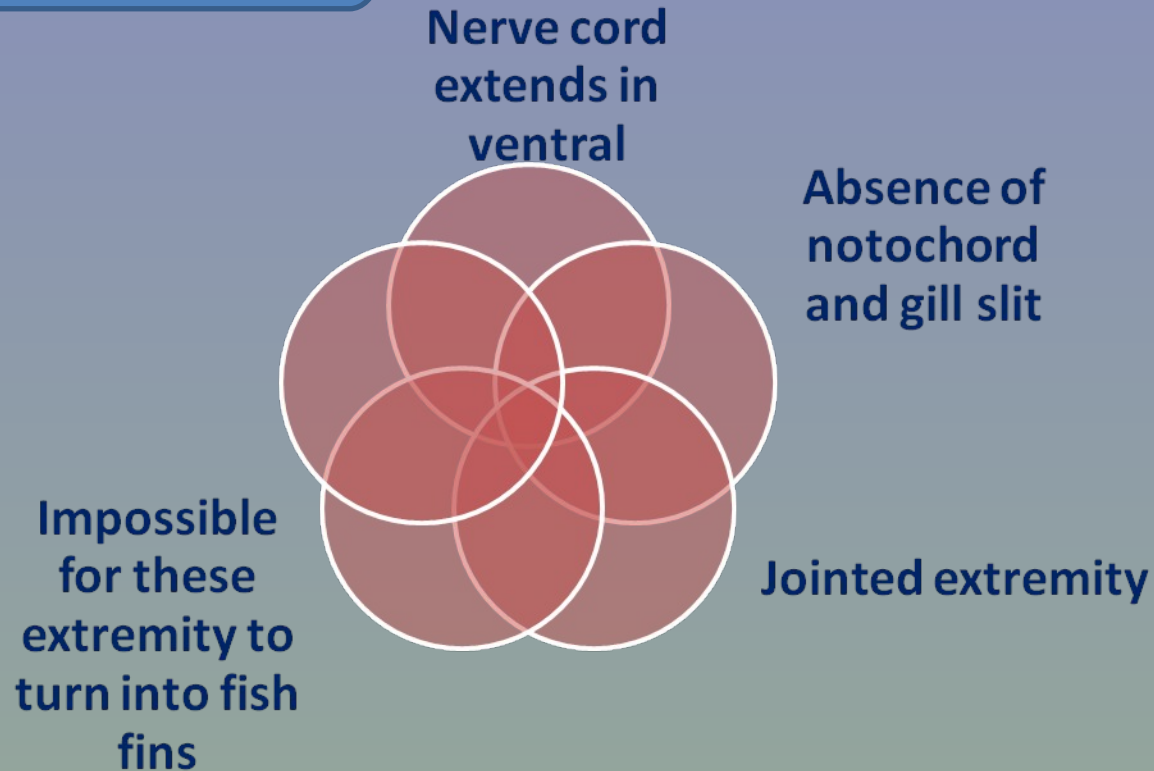 Nerve cord
extends in
ventral
Absence of
notochord
and gill slit
Jointed extremity
Impossible
for these
extremity to
turn into fish
fins